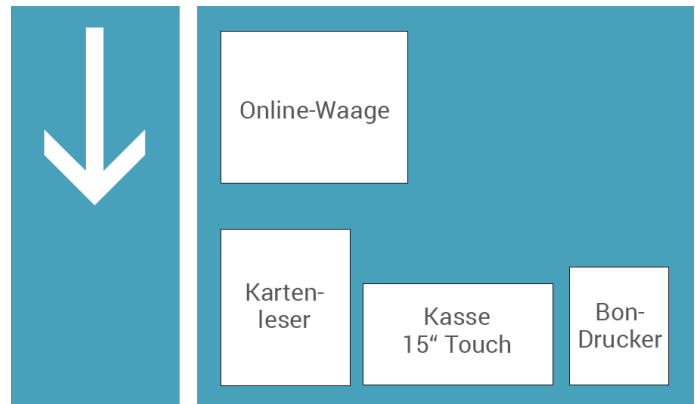 Online-Waage
Karten-
leser
Kasse
15“ Touch
Bon-
Drucker